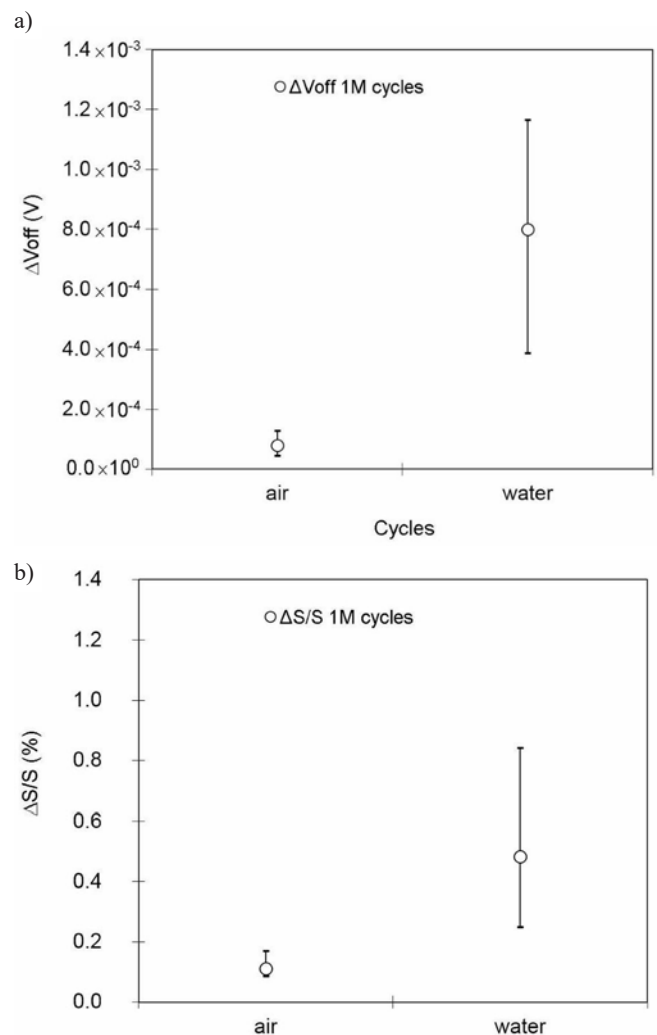 a)
1.4 ×10⁻³
1.2 ×10⁻³
1.0 ×10⁻³
8.0 ×10⁻⁴
6.0 ×10⁻⁴
4.0 ×10⁻⁴
2.0 ×10⁻⁴
0.0 ×10⁰
ΔVoff (V)
ΔVoff 1M cycles
air water
Cycles
b)
1.4
1.2
1.0
0.8
0.6
0.4
0.2
0.0
ΔS/S (%)
ΔS/S 1M cycles
air water